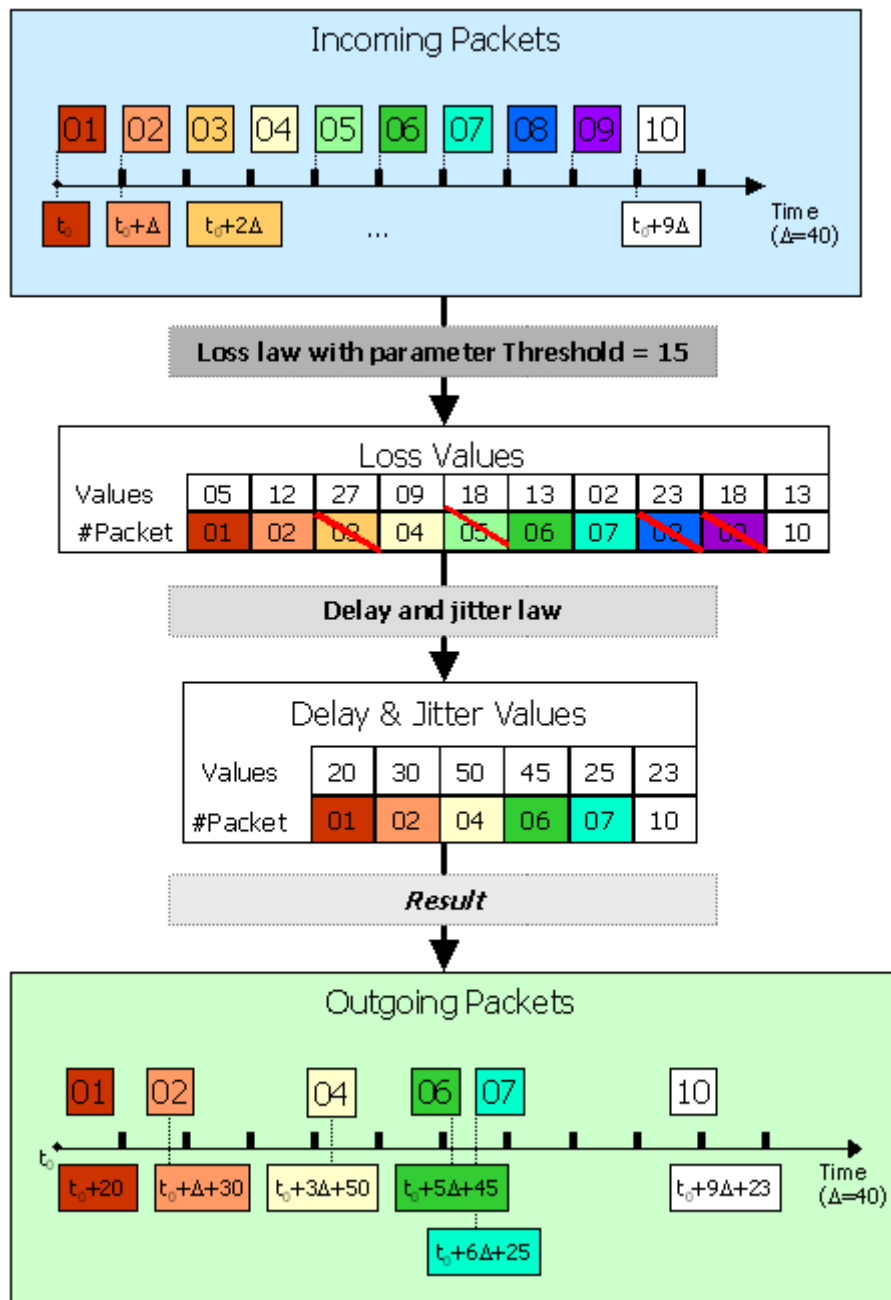 Incoming Packets
01 02 03 04 05 06 07 08 09 10
t₀ t₀+Δ t₀+2Δ ... t₀+9Δ
Time
(Δ=40)
Loss law with parameter Threshold = 15
Loss Values
Values 05 12 27 09 18 13 02 23 18 13
#Packet 01 02 03 04 05 06 07 08 09 10
Delay and jitter law
Delay & Jitter Values
Values 20 30 50 45 25 23
#Packet 01 02 04 06 07 10
Result
Outgoing Packets
01 02 04 06 07 10
t₀
t₀+20 t₀+Δ+30 t₀+3Δ+50 t₀+5Δ+45 t₀+9Δ+23
Time
(Δ=40)
t₀+6Δ+25